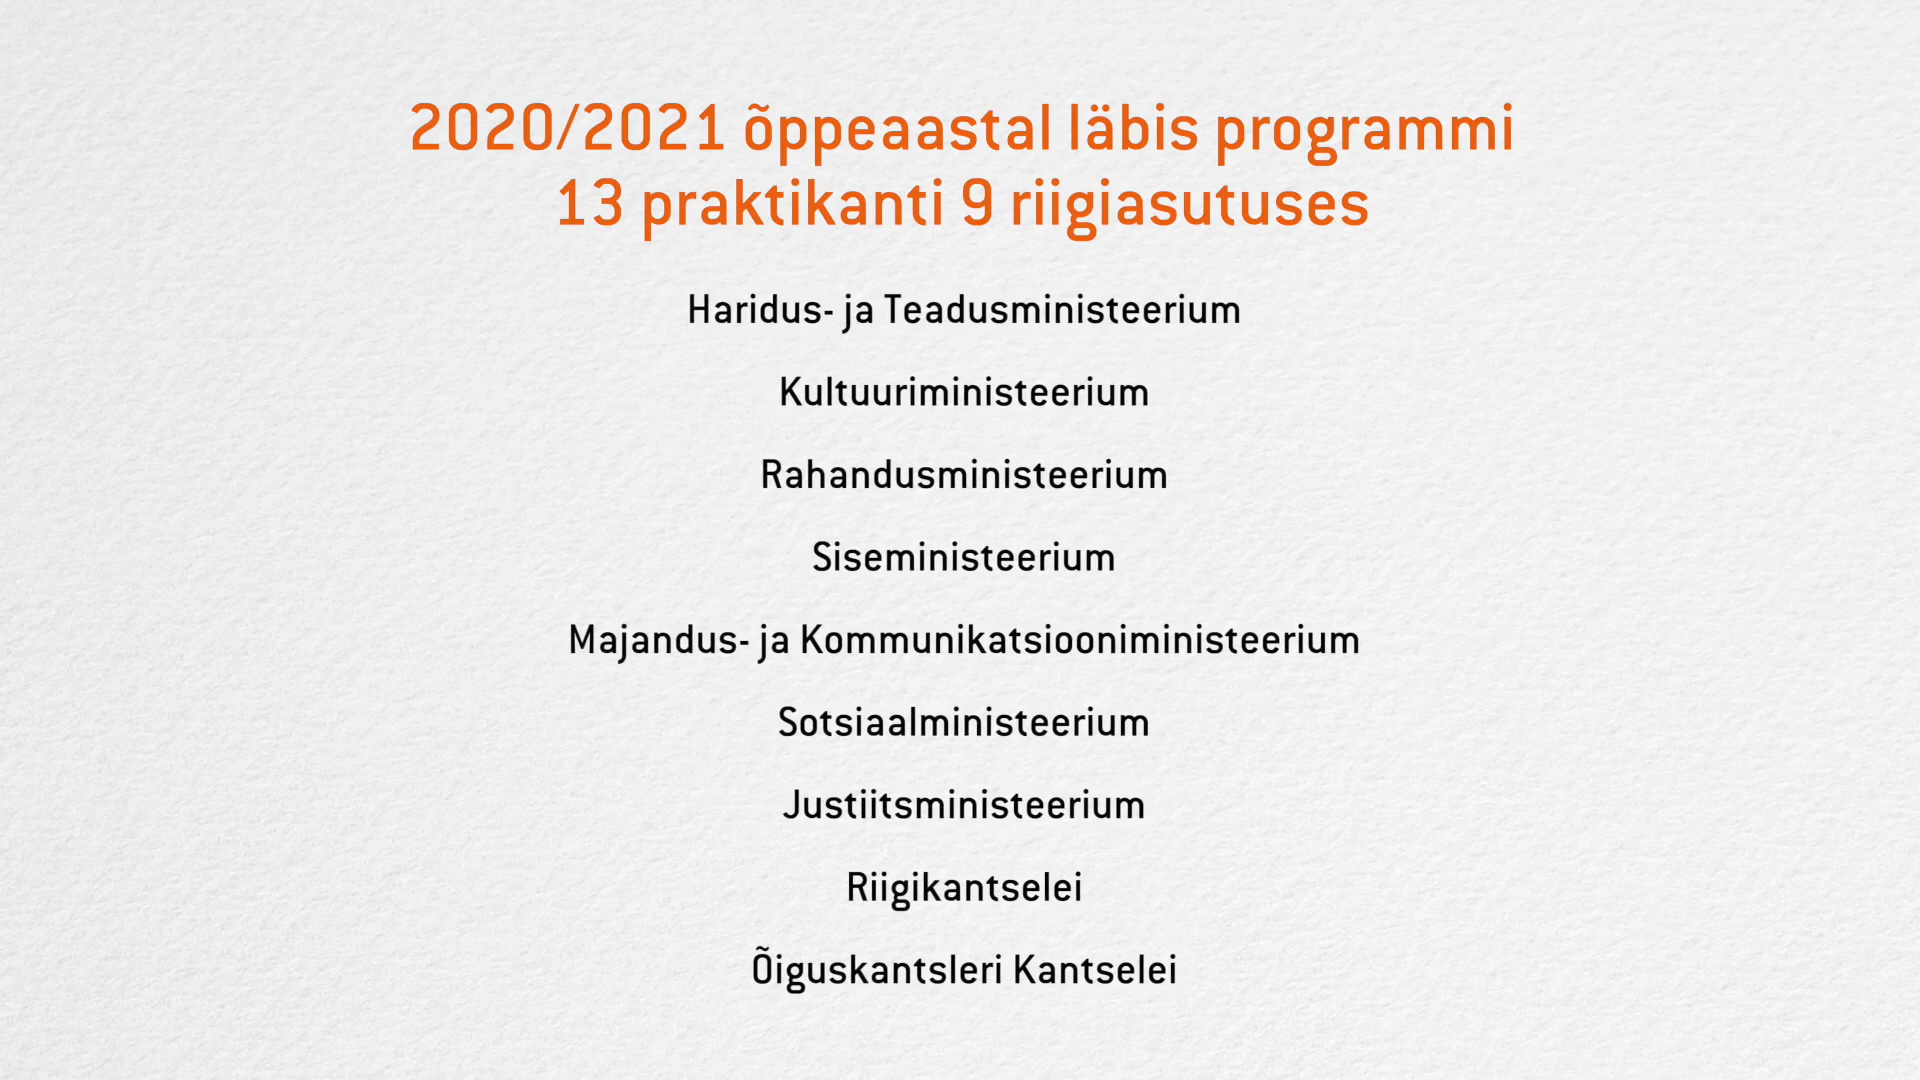 2020/2021 õppeaastal läbis programmi
13 praktikanti 9 riigiasutuses
Haridus- ja Teadusministeerium
Kultuuriministeerium
Rahandusministeerium
Siseministeerium
Majandus- ja Kommunikatsiooniministeerium
Sotsiaalministeerium
Justiitsministeerium
Riigikantselei
Õiguskantsleri Kantselei